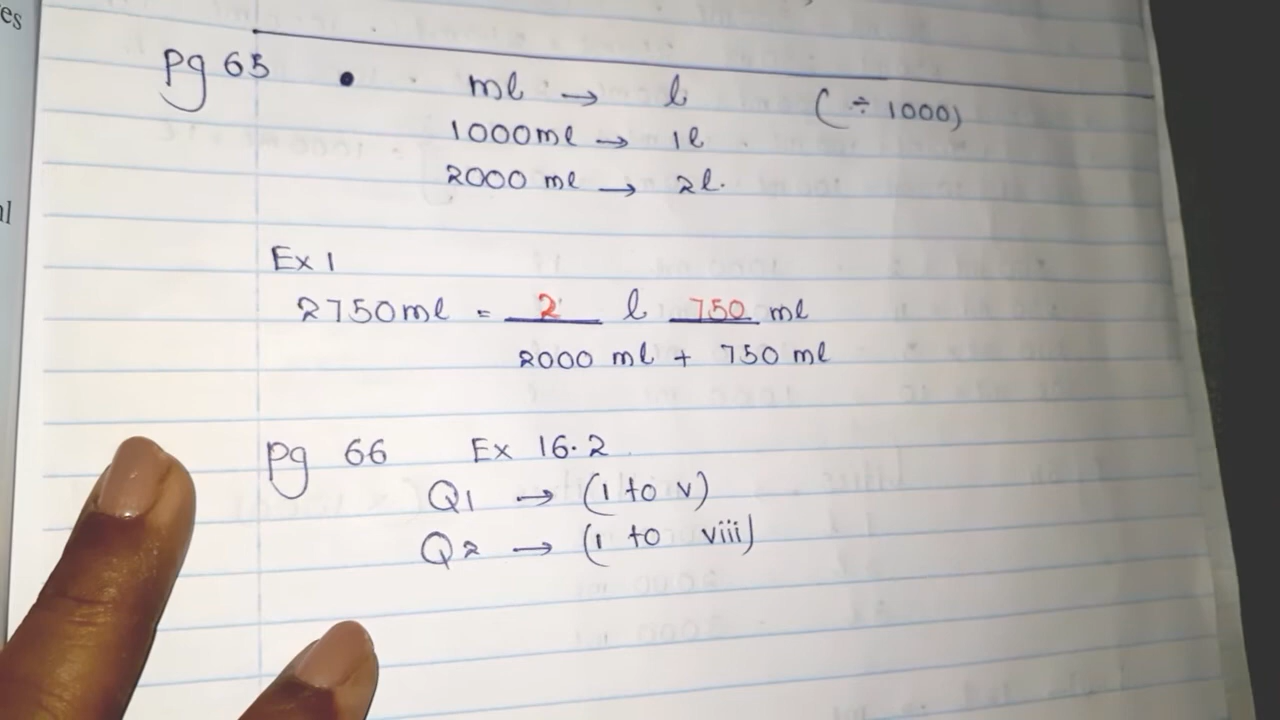 es
pg 65 • ml → l (÷ 1000)
1000ml → 1l
2000 ml → 2l.
Ex 1
2750ml = 2 l 750 ml
2000 ml + 750 ml
pg 66 Ex 16.2
Q1 → (1 to v)
Q2 → (1 to viii)